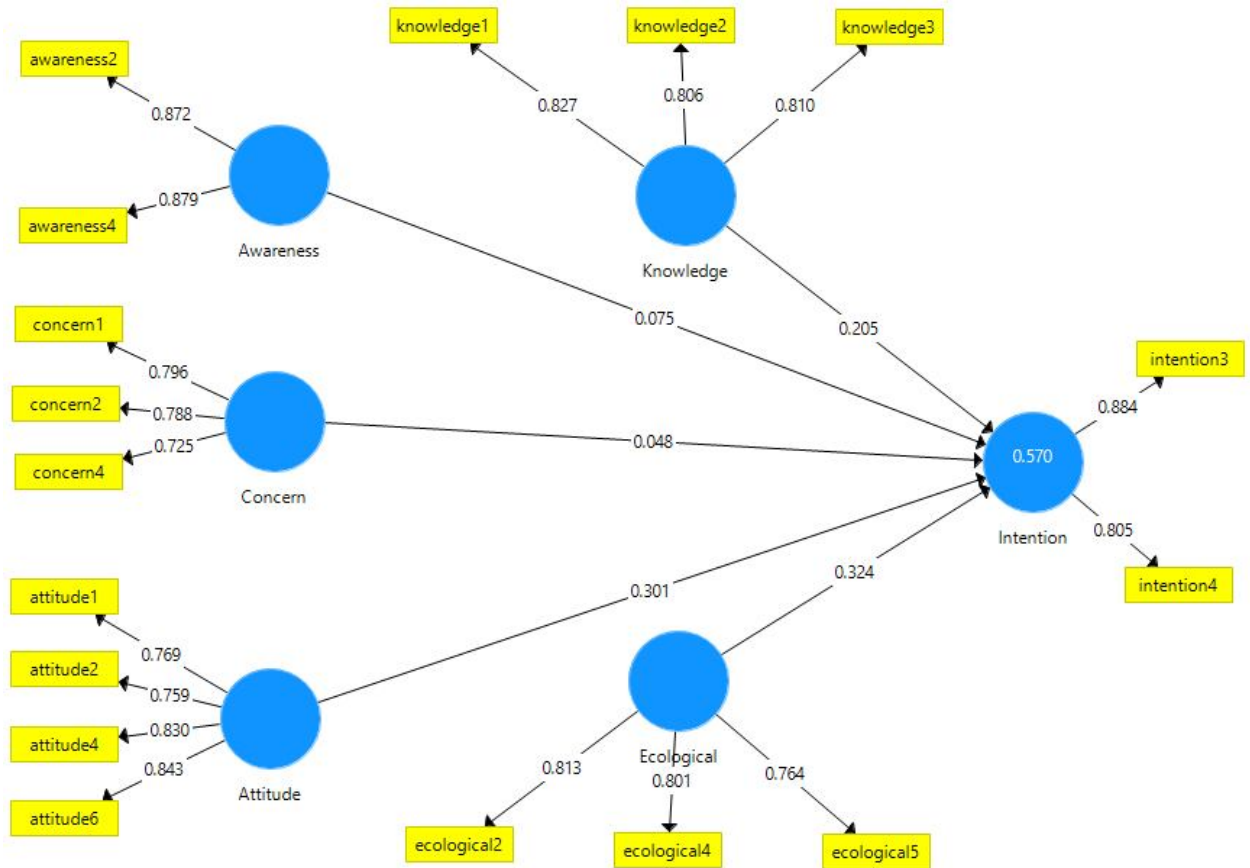 knowledge1
knowledge2
knowledge3
awareness2
0.827
0.806
0.810
0.872
0.879
awareness4
Awareness
Knowledge
0.075
0.205
concern1
0.796
concern2
0.788
0.725
concern4
Concern
0.048
intention3
0.884
0.570
Intention
0.805
intention4
0.301
0.324
attitude1
0.769
attitude2
0.759
attitude4
0.830
0.843
attitude6
Attitude
Ecological
0.813
0.801
0.764
ecological2
ecological4
ecological5